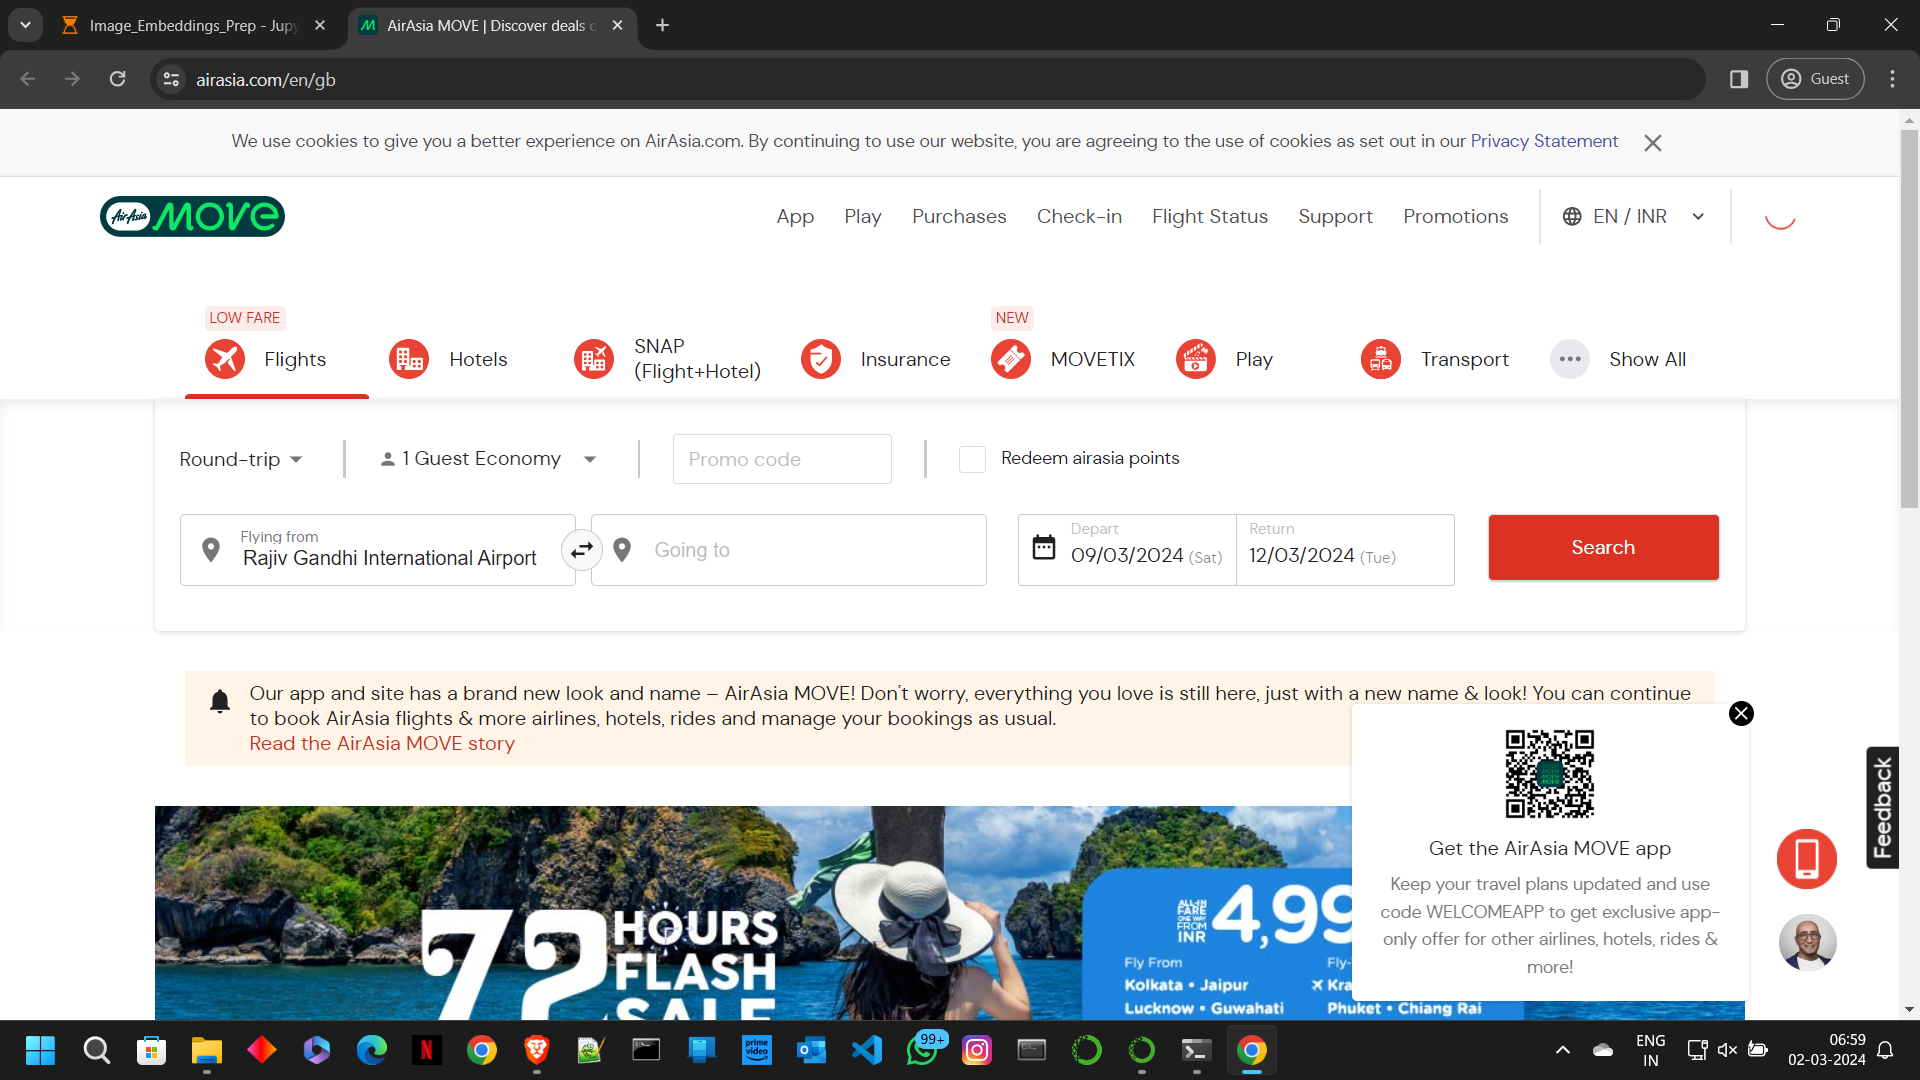 Image_Embeddings_Prep - Jupy
AirAsia MOVE | Discover deals o
airasia.com/en/gb
Guest
We use cookies to give you a better experience on AirAsia.com. By continuing to use our website, you are agreeing to the use of cookies as set out in our Privacy Statement
AirAsia MOVE
App
Play
Purchases
Check-in
Flight Status
Support
Promotions
EN / INR
LOW FARE
NEW
Flights
Hotels
SNAP
(Flight+Hotel)
Insurance
MOVETIX
Play
Transport
Show All
Round-trip
1 Guest Economy
Promo code
Redeem airasia points
Flying from
Rajiv Gandhi International Airport
Going to
Depart
09/03/2024 (Sat)
Return
12/03/2024 (Tue)
Search
Our app and site has a brand new look and name – AirAsia MOVE! Don't worry, everything you love is still here, just with a new name & look! You can continue
to book AirAsia flights & more airlines, hotels, rides and manage your bookings as usual.
Read the AirAsia MOVE story
72 HOURS
FLASH
SALE
ALL-IN
FARE
ONE WAY
FROM
INR
4,99
Fly From
Kolkata • Jaipur
Lucknow • Guwahati
Fly-
Kra
Phuket • Chiang Rai
Get the AirAsia MOVE app
Keep your travel plans updated and use
code WELCOMEAPP to get exclusive app-
only offer for other airlines, hotels, rides &
more!
Feedback
prime
video
99+
ENG
IN
06:59
02-03-2024